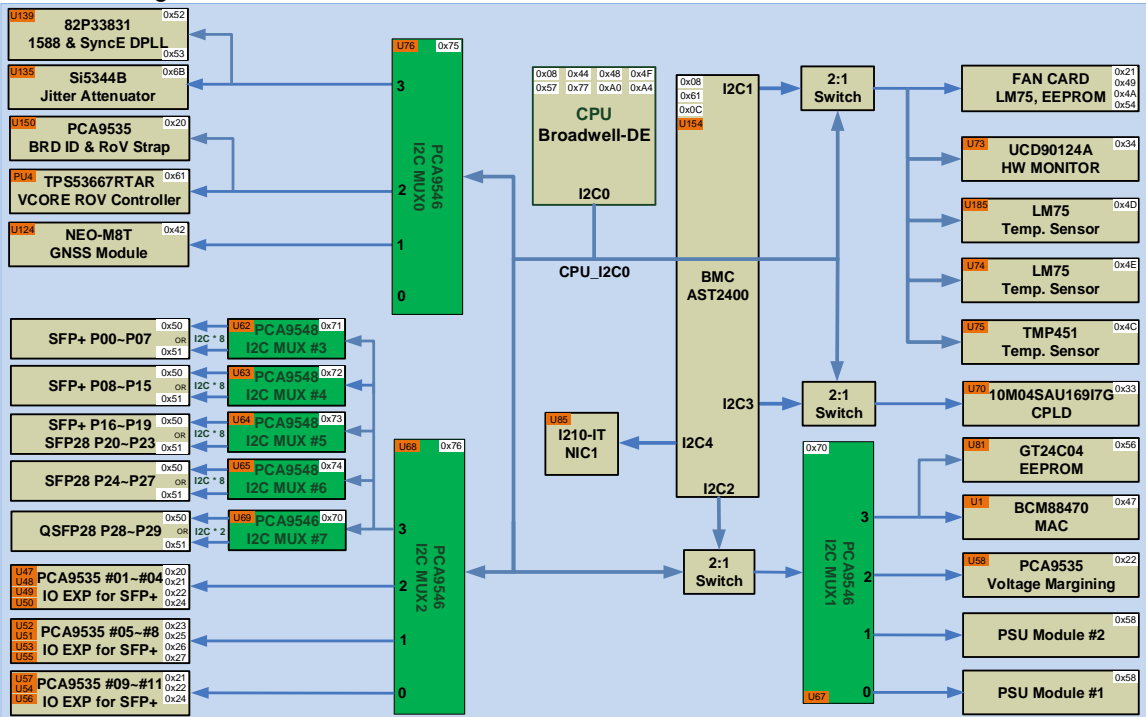 U139
82P33831
1588 & SyncE DPLL
0x52
0x53
U135
Si5344B
Jitter Attenuator
0x6B
U150
PCA9535
BRD ID & RoV Strap
0x20
PU4
TPS53667RTAR
VCORE ROV Controller
0x61
U124
NEO-M8T
GNSS Module
0x42
U76
0x75
PCA9546
I2C MUX0
3
2
1
0
0x08 0x44 0x48 0x4F
0x57 0x77 0xA0 0xA4
CPU
Broadwell-DE
I2C0
CPU_I2C0
0x08
0x61
0x0C
U154
I2C1
BMC
AST2400
I2C3
I2C4
I2C2
2:1
Switch
2:1
Switch
2:1
Switch
FAN CARD
LM75, EEPROM
0x21
0x49
0x4A
0x54
U73
UCD90124A
HW MONITOR
0x34
U185
LM75
Temp. Sensor
0x4D
U74
LM75
Temp. Sensor
0x4E
U75
TMP451
Temp. Sensor
0x4C
U70
10M04SAU169I7G
CPLD
0x33
U81
GT24C04
EEPROM
0x56
U1
BCM88470
MAC
0x47
U58
PCA9535
Voltage Margining
0x22
PSU Module #2
0x58
PSU Module #1
0x58
0x70
PCA9546
I2C MUX1
3
2
1
0
U67
U85
I210-IT
NIC1
SFP+ P00~P07
0x50
OR
0x51
I2C * 8
U62
PCA9548
I2C MUX #3
0x71
SFP+ P08~P15
0x50
OR
0x51
I2C * 8
U63
PCA9548
I2C MUX #4
0x72
SFP+ P16~P19
SFP28 P20~P23
0x50
OR
0x51
I2C * 8
U64
PCA9548
I2C MUX #5
0x73
SFP28 P24~P27
0x50
OR
0x51
I2C * 8
U65
PCA9548
I2C MUX #6
0x74
QSFP28 P28~P29
0x50
OR
0x51
I2C * 2
U69
PCA9546
I2C MUX #7
0x70
U68
0x76
PCA9546
I2C MUX2
3
2
1
0
U47
U48
U49
U50
PCA9535 #01~#04
IO EXP for SFP+
0x20
0x21
0x22
0x24
U52
U51
U53
U55
PCA9535 #05~#8
IO EXP for SFP+
0x23
0x25
0x26
0x27
U57
U54
U56
PCA9535 #09~#11
IO EXP for SFP+
0x21
0x22
0x24